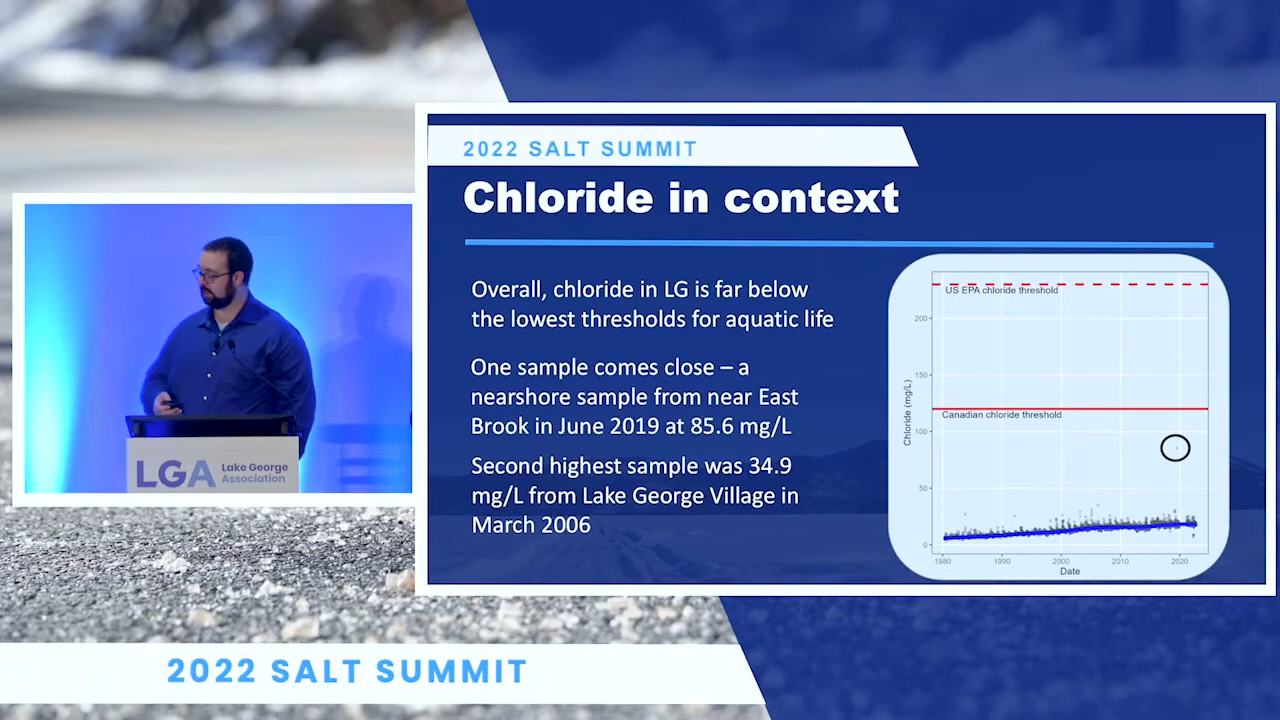 2022 SALT SUMMIT
Chloride in context
Overall, chloride in LG is far below
the lowest thresholds for aquatic life
One sample comes close – a
nearshore sample from near East
Brook in June 2019 at 85.6 mg/L
Second highest sample was 34.9
mg/L from Lake George Village in
March 2006
US EPA chloride threshold
Canadian chloride threshold
Chloride (mg/L)
200
150
100
50
0
1980 1990 2000 2010 2020
Date
LGA
Lake George
Association
2022 SALT SUMMIT